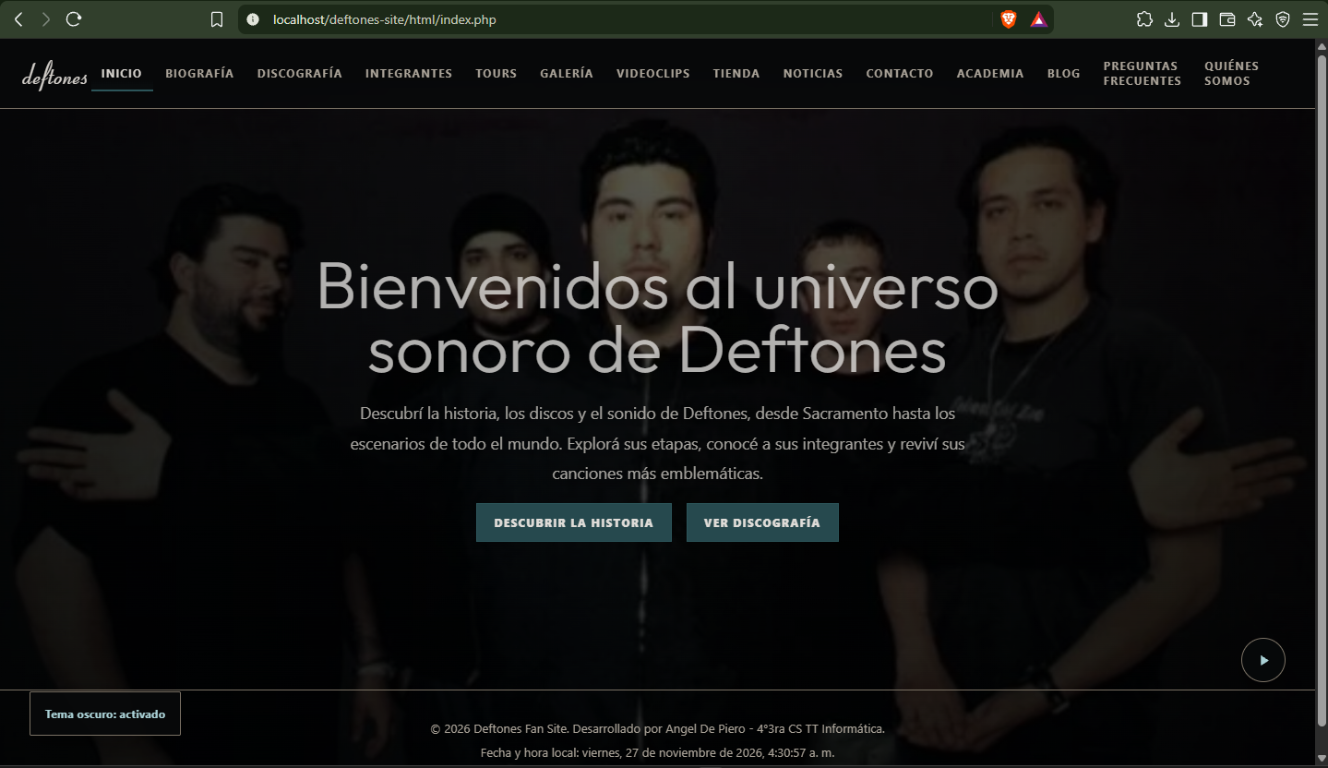 localhost/deftones-site/html/index.php
deftones
INICIO
BIOGRAFÍA
DISCOGRAFÍA
INTEGRANTES
TOURS
GALERÍA
VIDEOCLIPS
TIENDA
NOTICIAS
CONTACTO
ACADEMIA
BLOG
PREGUNTAS
FRECUENTES
QUIÉNES
SOMOS
Bienvenidos al universo
sonoro de Deftones
Descubrí la historia, los discos y el sonido de Deftones, desde Sacramento hasta los
escenarios de todo el mundo. Explorá sus etapas, conocé a sus integrantes y reviví sus
canciones más emblemáticas.
DESCUBRIR LA HISTORIA
VER DISCOGRAFÍA
Tema oscuro: activado
© 2026 Deftones Fan Site. Desarrollado por Angel De Piero - 4°3ra CS TT Informática.
Fecha y hora local: viernes, 27 de noviembre de 2026, 4:30:57 a. m.